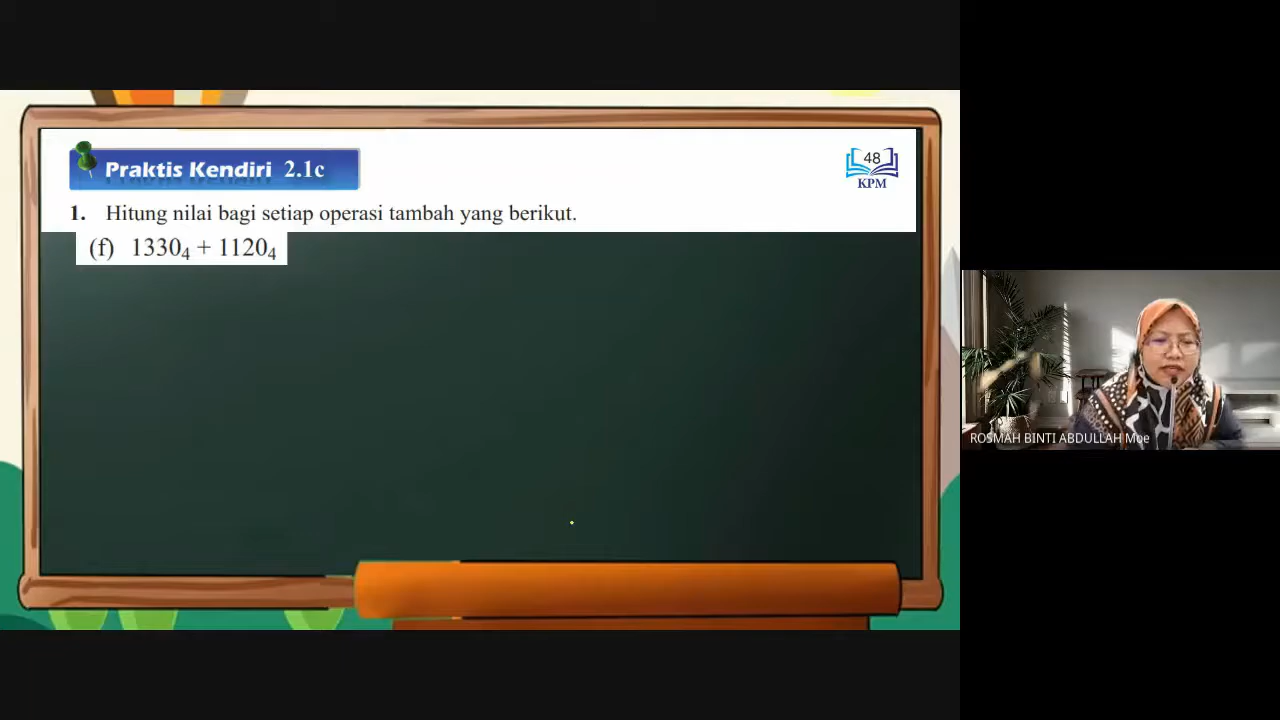 Praktis Kendiri 2.1c
48
KPM
1. Hitung nilai bagi setiap operasi tambah yang berikut.
(f) 1330₄ + 1120₄
ROSMAH BINTI ABDULLAH Moe